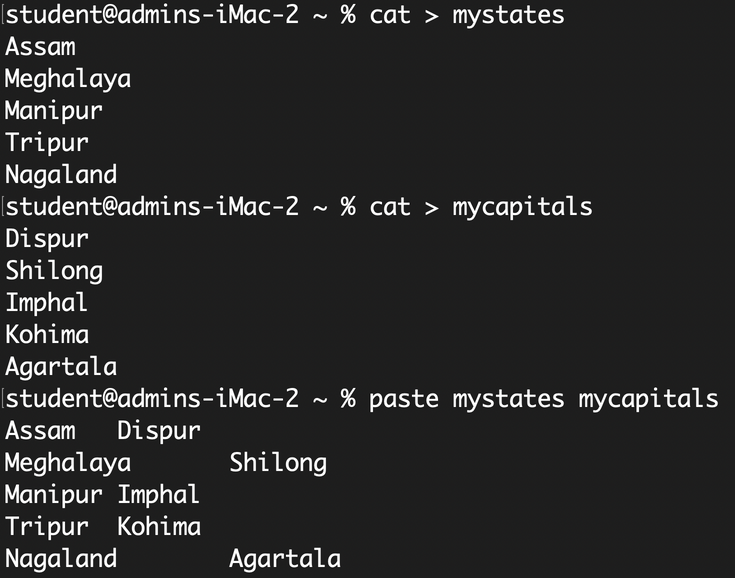 student@admins-iMac-2 ~ % cat > mystates
Assam
Meghalaya
Manipur
Tripur
Nagaland
student@admins-iMac-2 ~ % cat > mycapitals
Dispur
Shilong
Imphal
Kohima
Agartala
student@admins-iMac-2 ~ % paste mystates mycapitals
Assam   Dispur
Meghalaya       Shilong
Manipur Imphal
Tripur  Kohima
Nagaland        Agartala